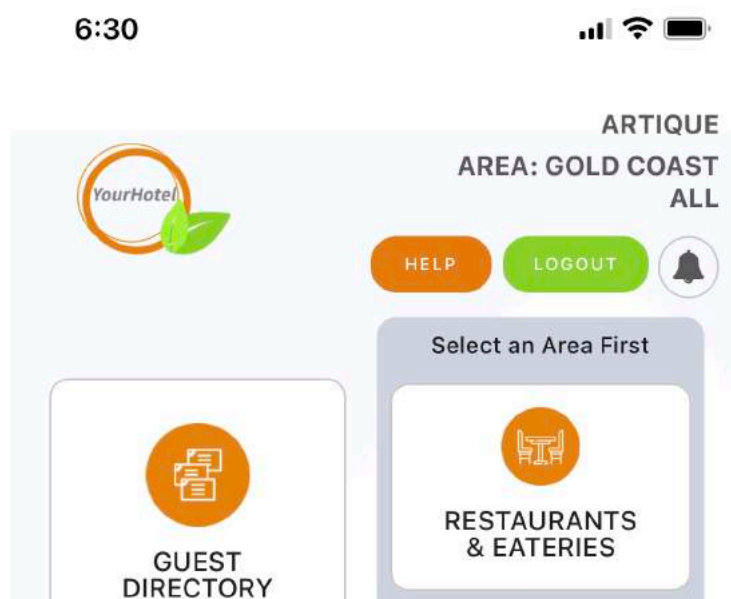 6:30
ARTIQUE
AREA: GOLD COAST
ALL
YourHotel
HELP
LOGOUT
Select an Area First
GUEST
DIRECTORY
RESTAURANTS
& EATERIES